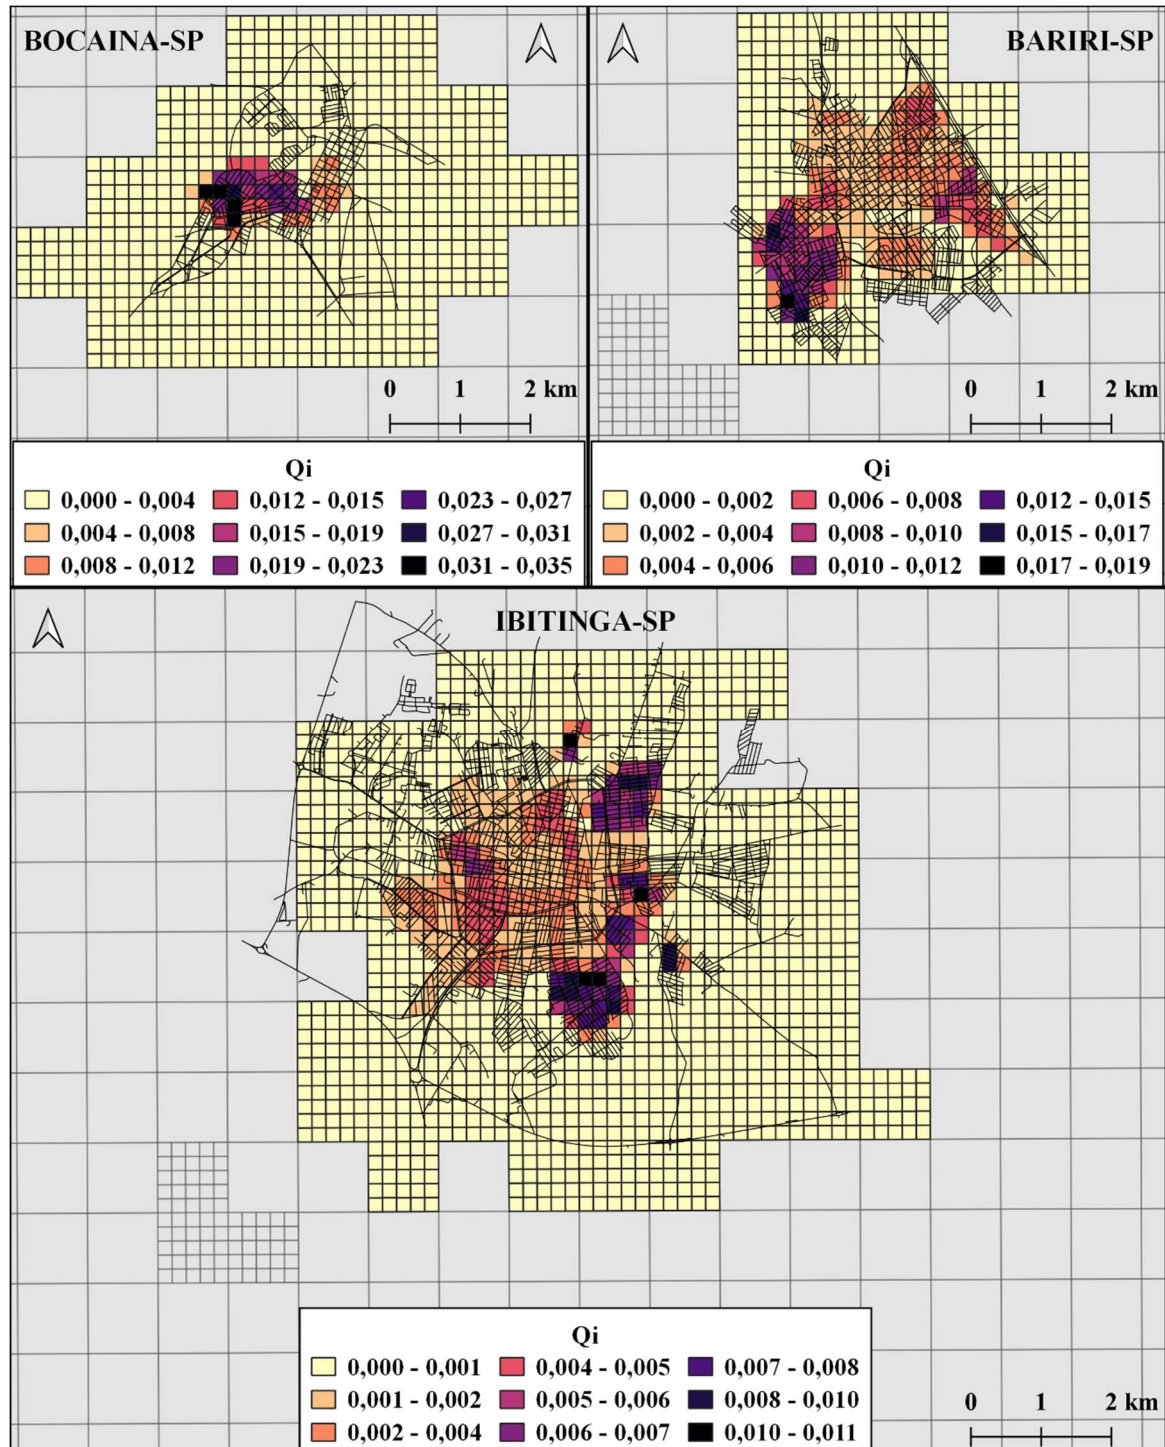 BOCAINA-SP
0 1 2 km
Qi
0,000 - 0,004 0,012 - 0,015 0,023 - 0,027
0,004 - 0,008 0,015 - 0,019 0,027 - 0,031
0,008 - 0,012 0,019 - 0,023 0,031 - 0,035
BARIRI-SP
0 1 2 km
Qi
0,000 - 0,002 0,006 - 0,008 0,012 - 0,015
0,002 - 0,004 0,008 - 0,010 0,015 - 0,017
0,004 - 0,006 0,010 - 0,012 0,017 - 0,019
IBITINGA-SP
Qi
0,000 - 0,001 0,004 - 0,005 0,007 - 0,008
0,001 - 0,002 0,005 - 0,006 0,008 - 0,010
0,002 - 0,004 0,006 - 0,007 0,010 - 0,011
0 1 2 km